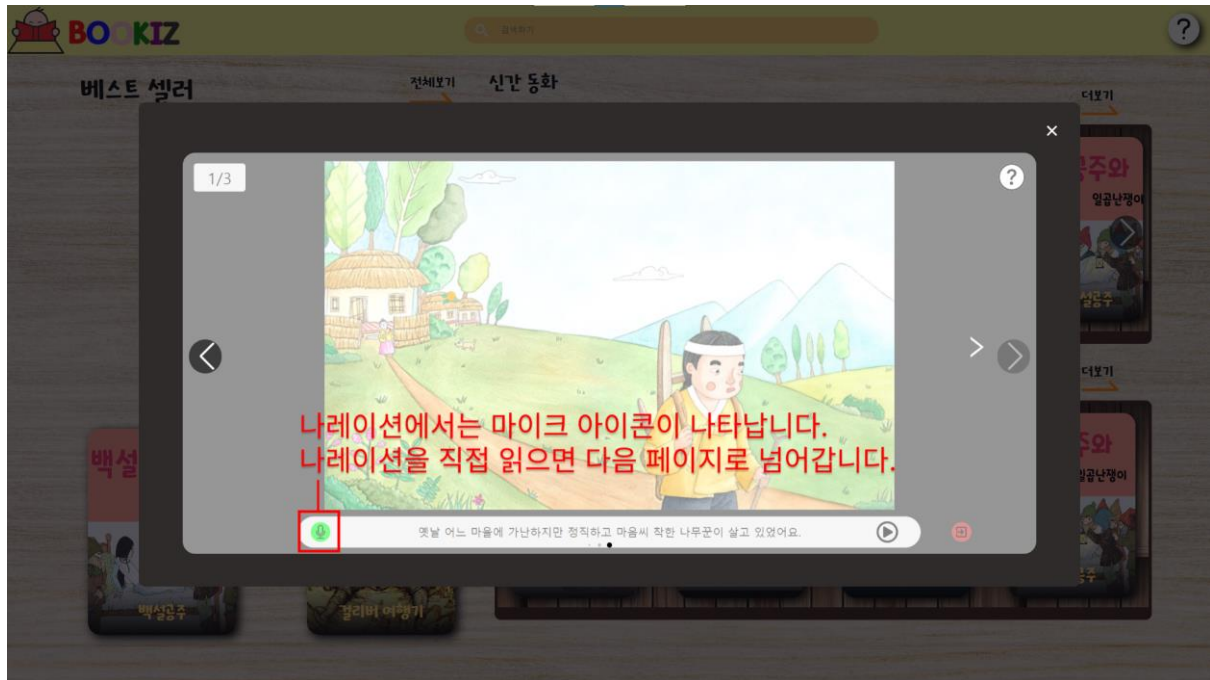 BOOKIZ
검색하기
?
베스트 셀러
전체보기
신간 동화
더보기
×
1/3
?
공주와
일곱난쟁이
설공주
나레이션에서는 마이크 아이콘이 나타납니다.
나레이션을 직접 읽으면 다음 페이지로 넘어갑니다.
옛날 어느 마을에 가난하지만 정직하고 마음씨 착한 나무꾼이 살고 있었어요.
더보기
백설
주와
일곱난쟁이
백설공주
걸리버 여행기